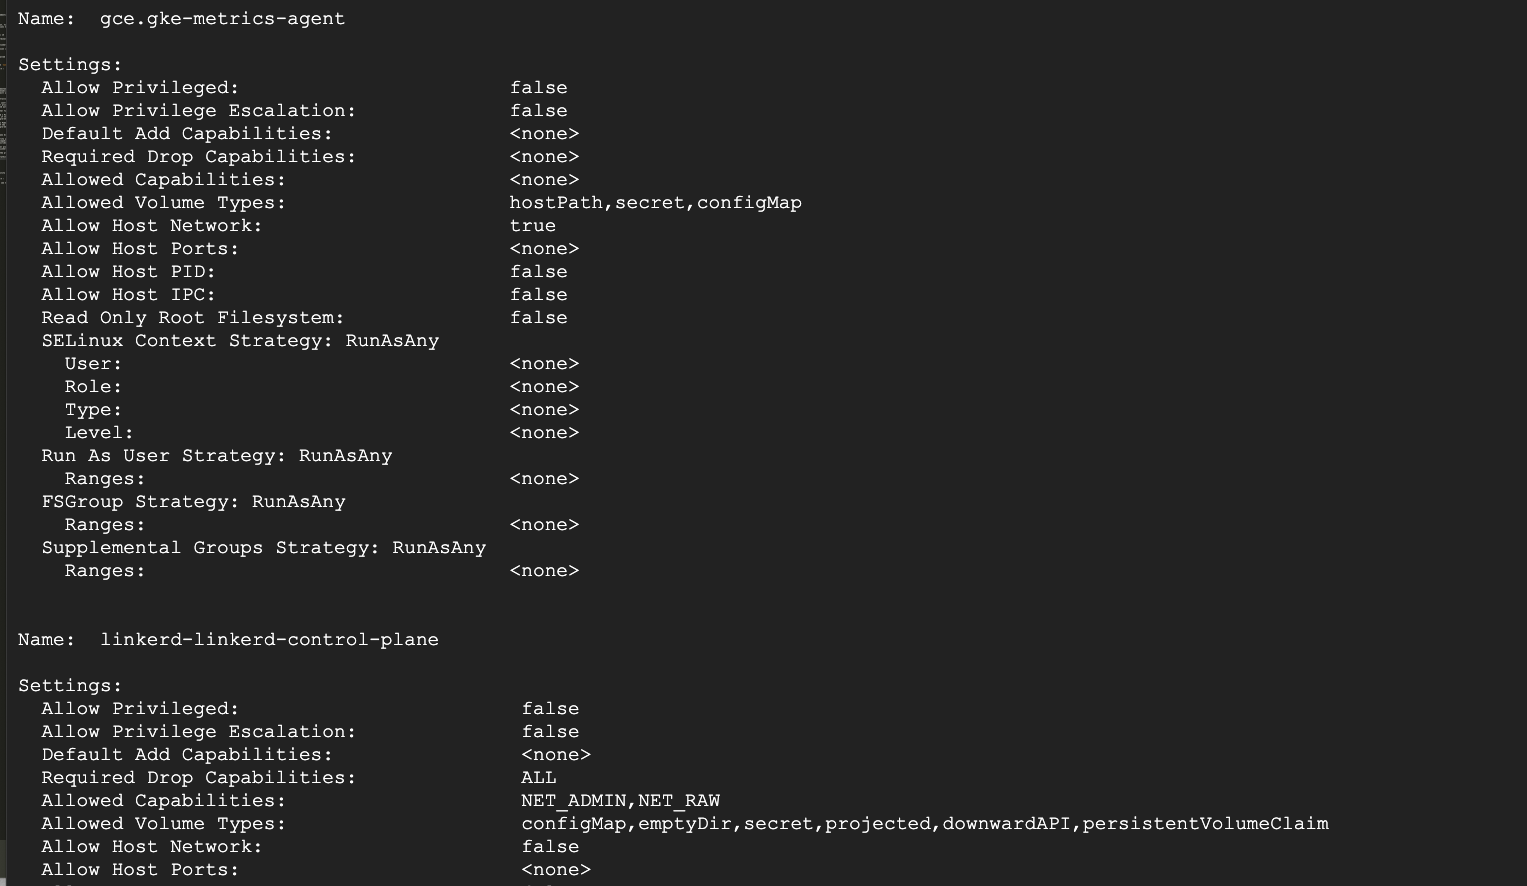 Name:  gce.gke-metrics-agent
Settings:
  Allow Privileged:                       false
  Allow Privilege Escalation:             false
  Default Add Capabilities:               <none>
  Required Drop Capabilities:             <none>
  Allowed Capabilities:                   <none>
  Allowed Volume Types:                   hostPath,secret,configMap
  Allow Host Network:                     true
  Allow Host Ports:                       <none>
  Allow Host PID:                         false
  Allow Host IPC:                         false
  Read Only Root Filesystem:              false
  SELinux Context Strategy: RunAsAny
    User:                                 <none>
    Role:                                 <none>
    Type:                                 <none>
    Level:                                <none>
  Run As User Strategy: RunAsAny
    Ranges:                               <none>
  FSGroup Strategy: RunAsAny
    Ranges:                               <none>
  Supplemental Groups Strategy: RunAsAny
    Ranges:                               <none>
Name:  linkerd-linkerd-control-plane
Settings:
  Allow Privileged:                        false
  Allow Privilege Escalation:              false
  Default Add Capabilities:                <none>
  Required Drop Capabilities:              ALL
  Allowed Capabilities:                    NET_ADMIN,NET_RAW
  Allowed Volume Types:                    configMap,emptyDir,secret,projected,downwardAPI,persistentVolumeClaim
  Allow Host Network:                      false
  Allow Host Ports:                        <none>